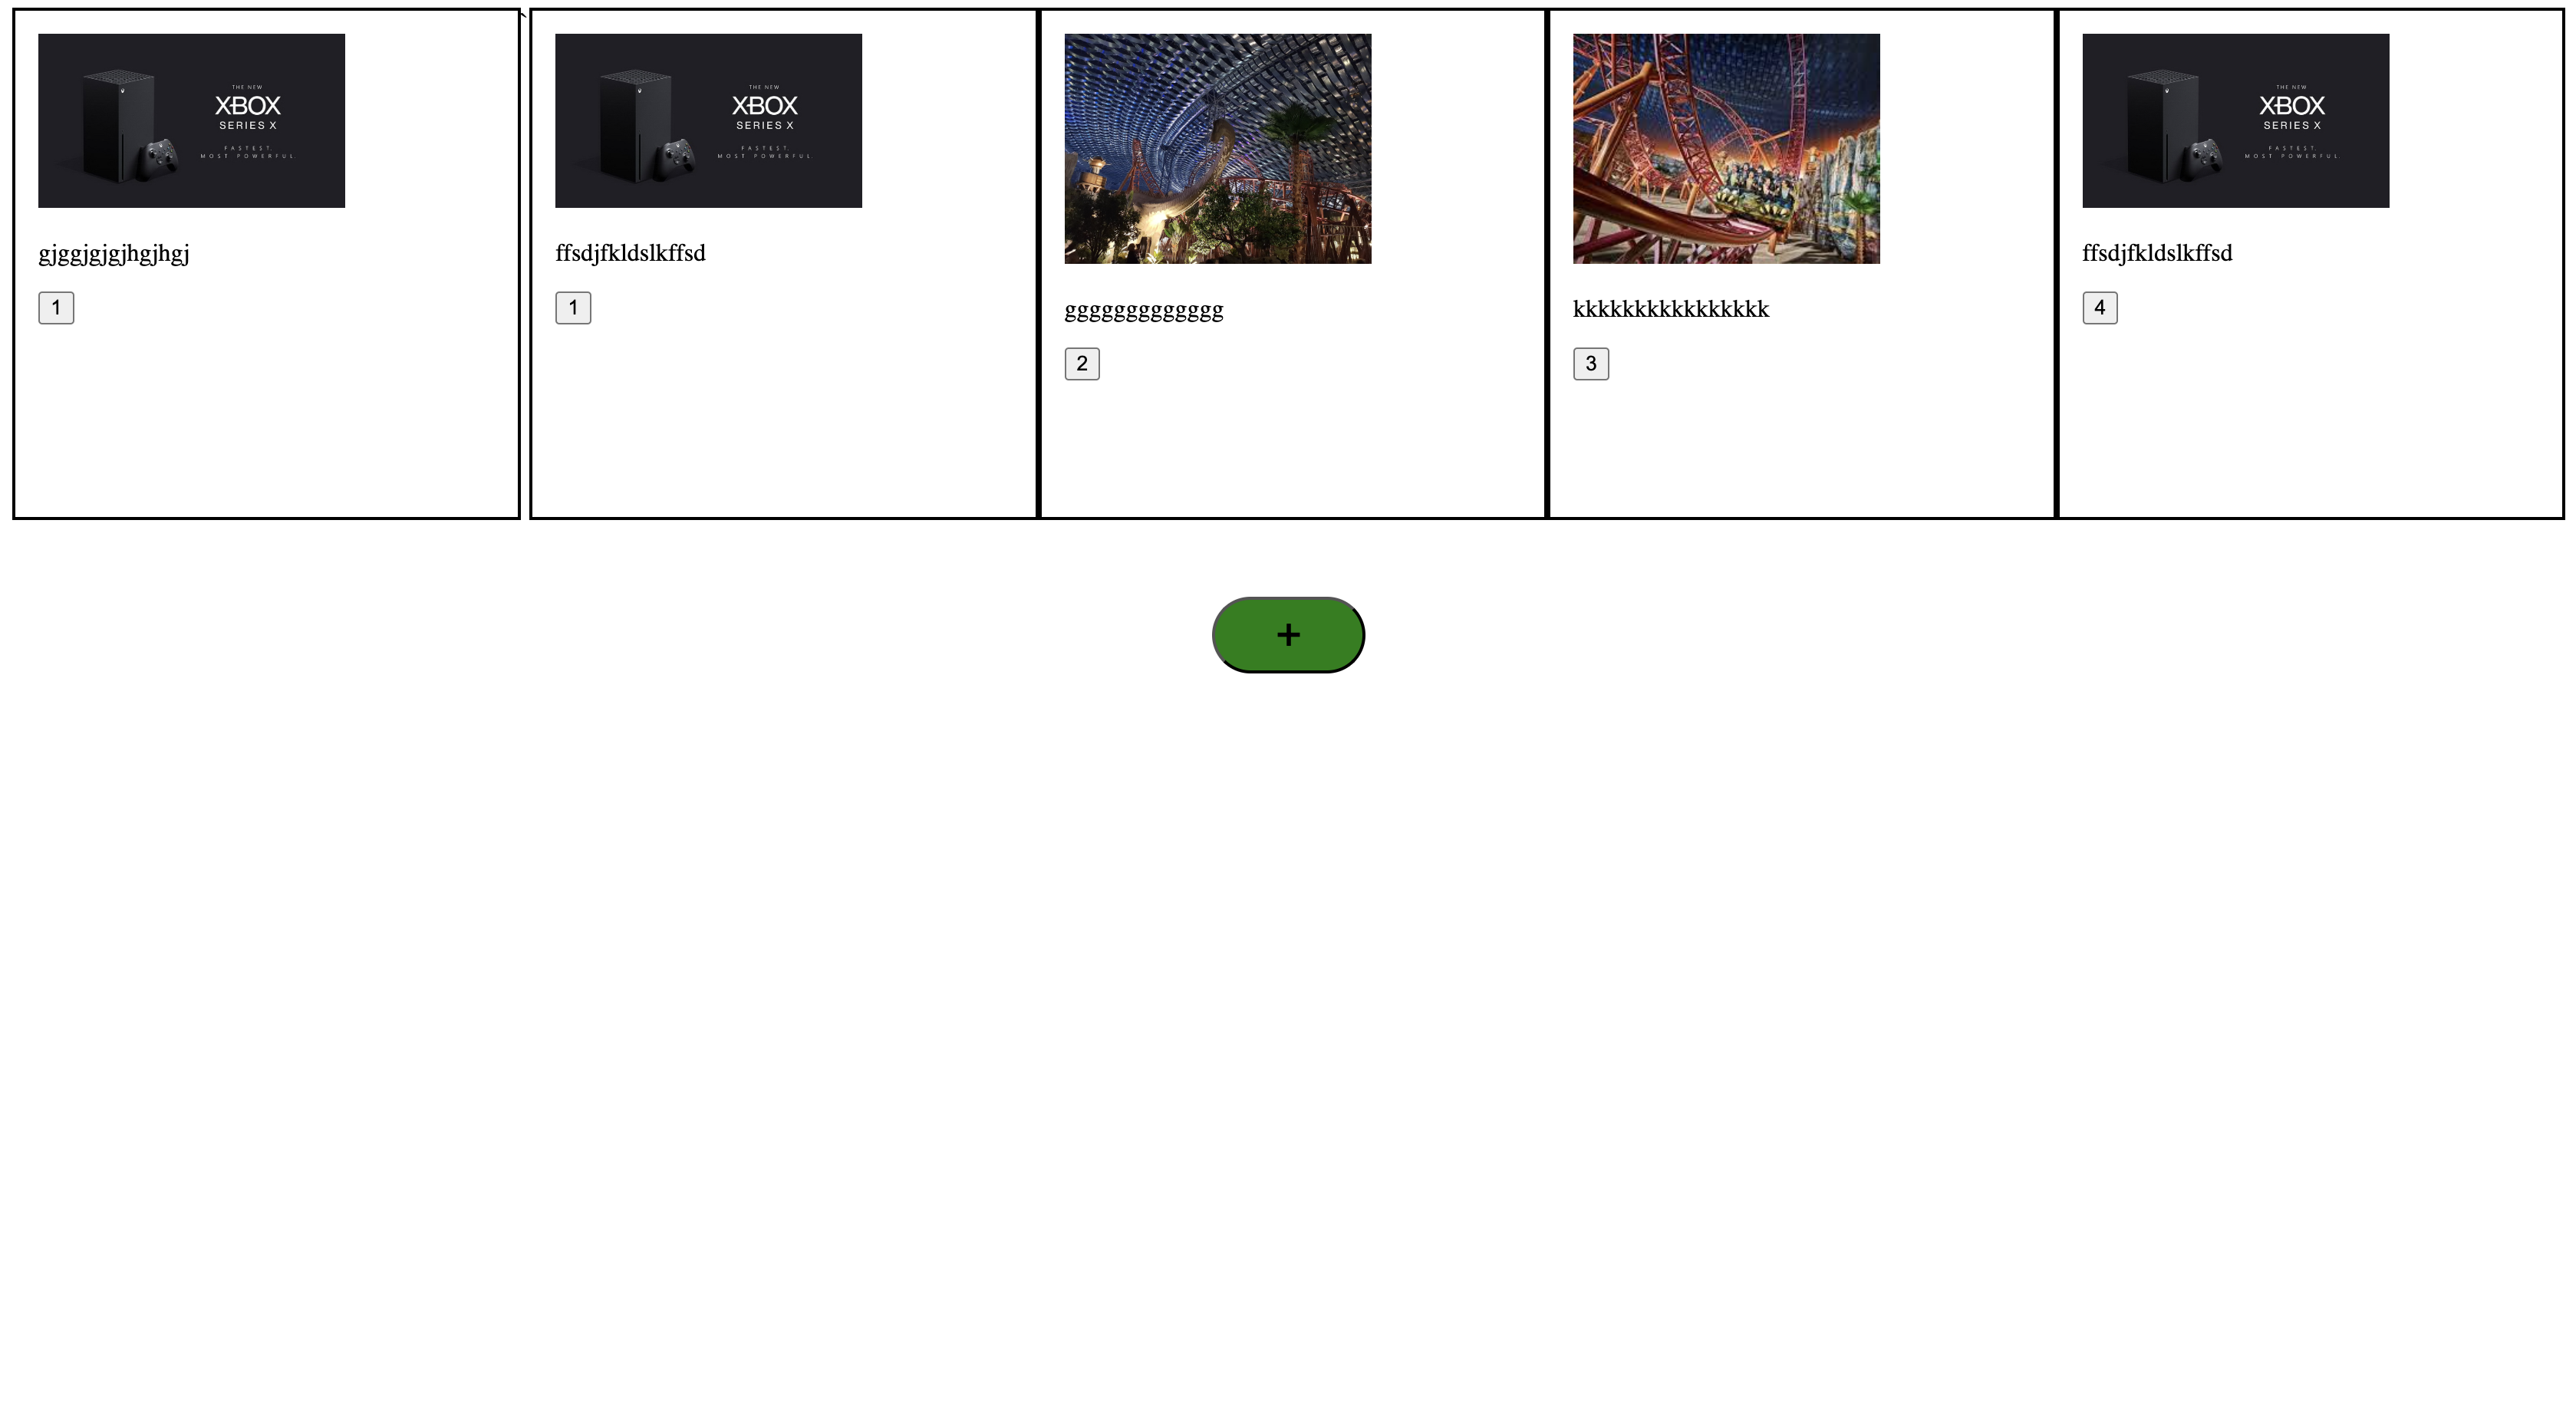 `
THE NEW
XBOX
SERIES X
FASTEST.
MOST POWERFUL.
gjggjgjgjhgjhgj
1
THE NEW
XBOX
SERIES X
FASTEST.
MOST POWERFUL.
ffsdjfkldslkffsd
1
ggggggggggggg
2
kkkkkkkkkkkkkkkk
3
THE NEW
XBOX
SERIES X
FASTEST.
MOST POWERFUL.
ffsdjfkldslkffsd
4
+